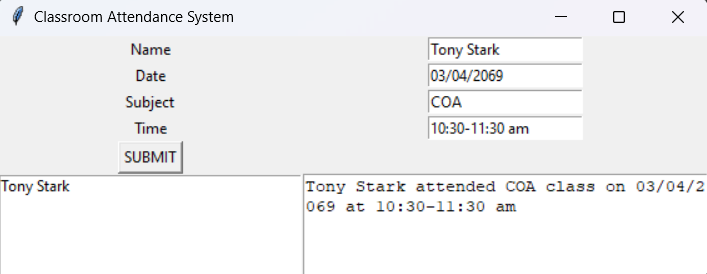 Classroom Attendance System
Name Tony Stark
Date 03/04/2069
Subject COA
Time 10:30-11:30 am
SUBMIT
Tony Stark
Tony Stark attended COA class on 03/04/2
069 at 10:30-11:30 am